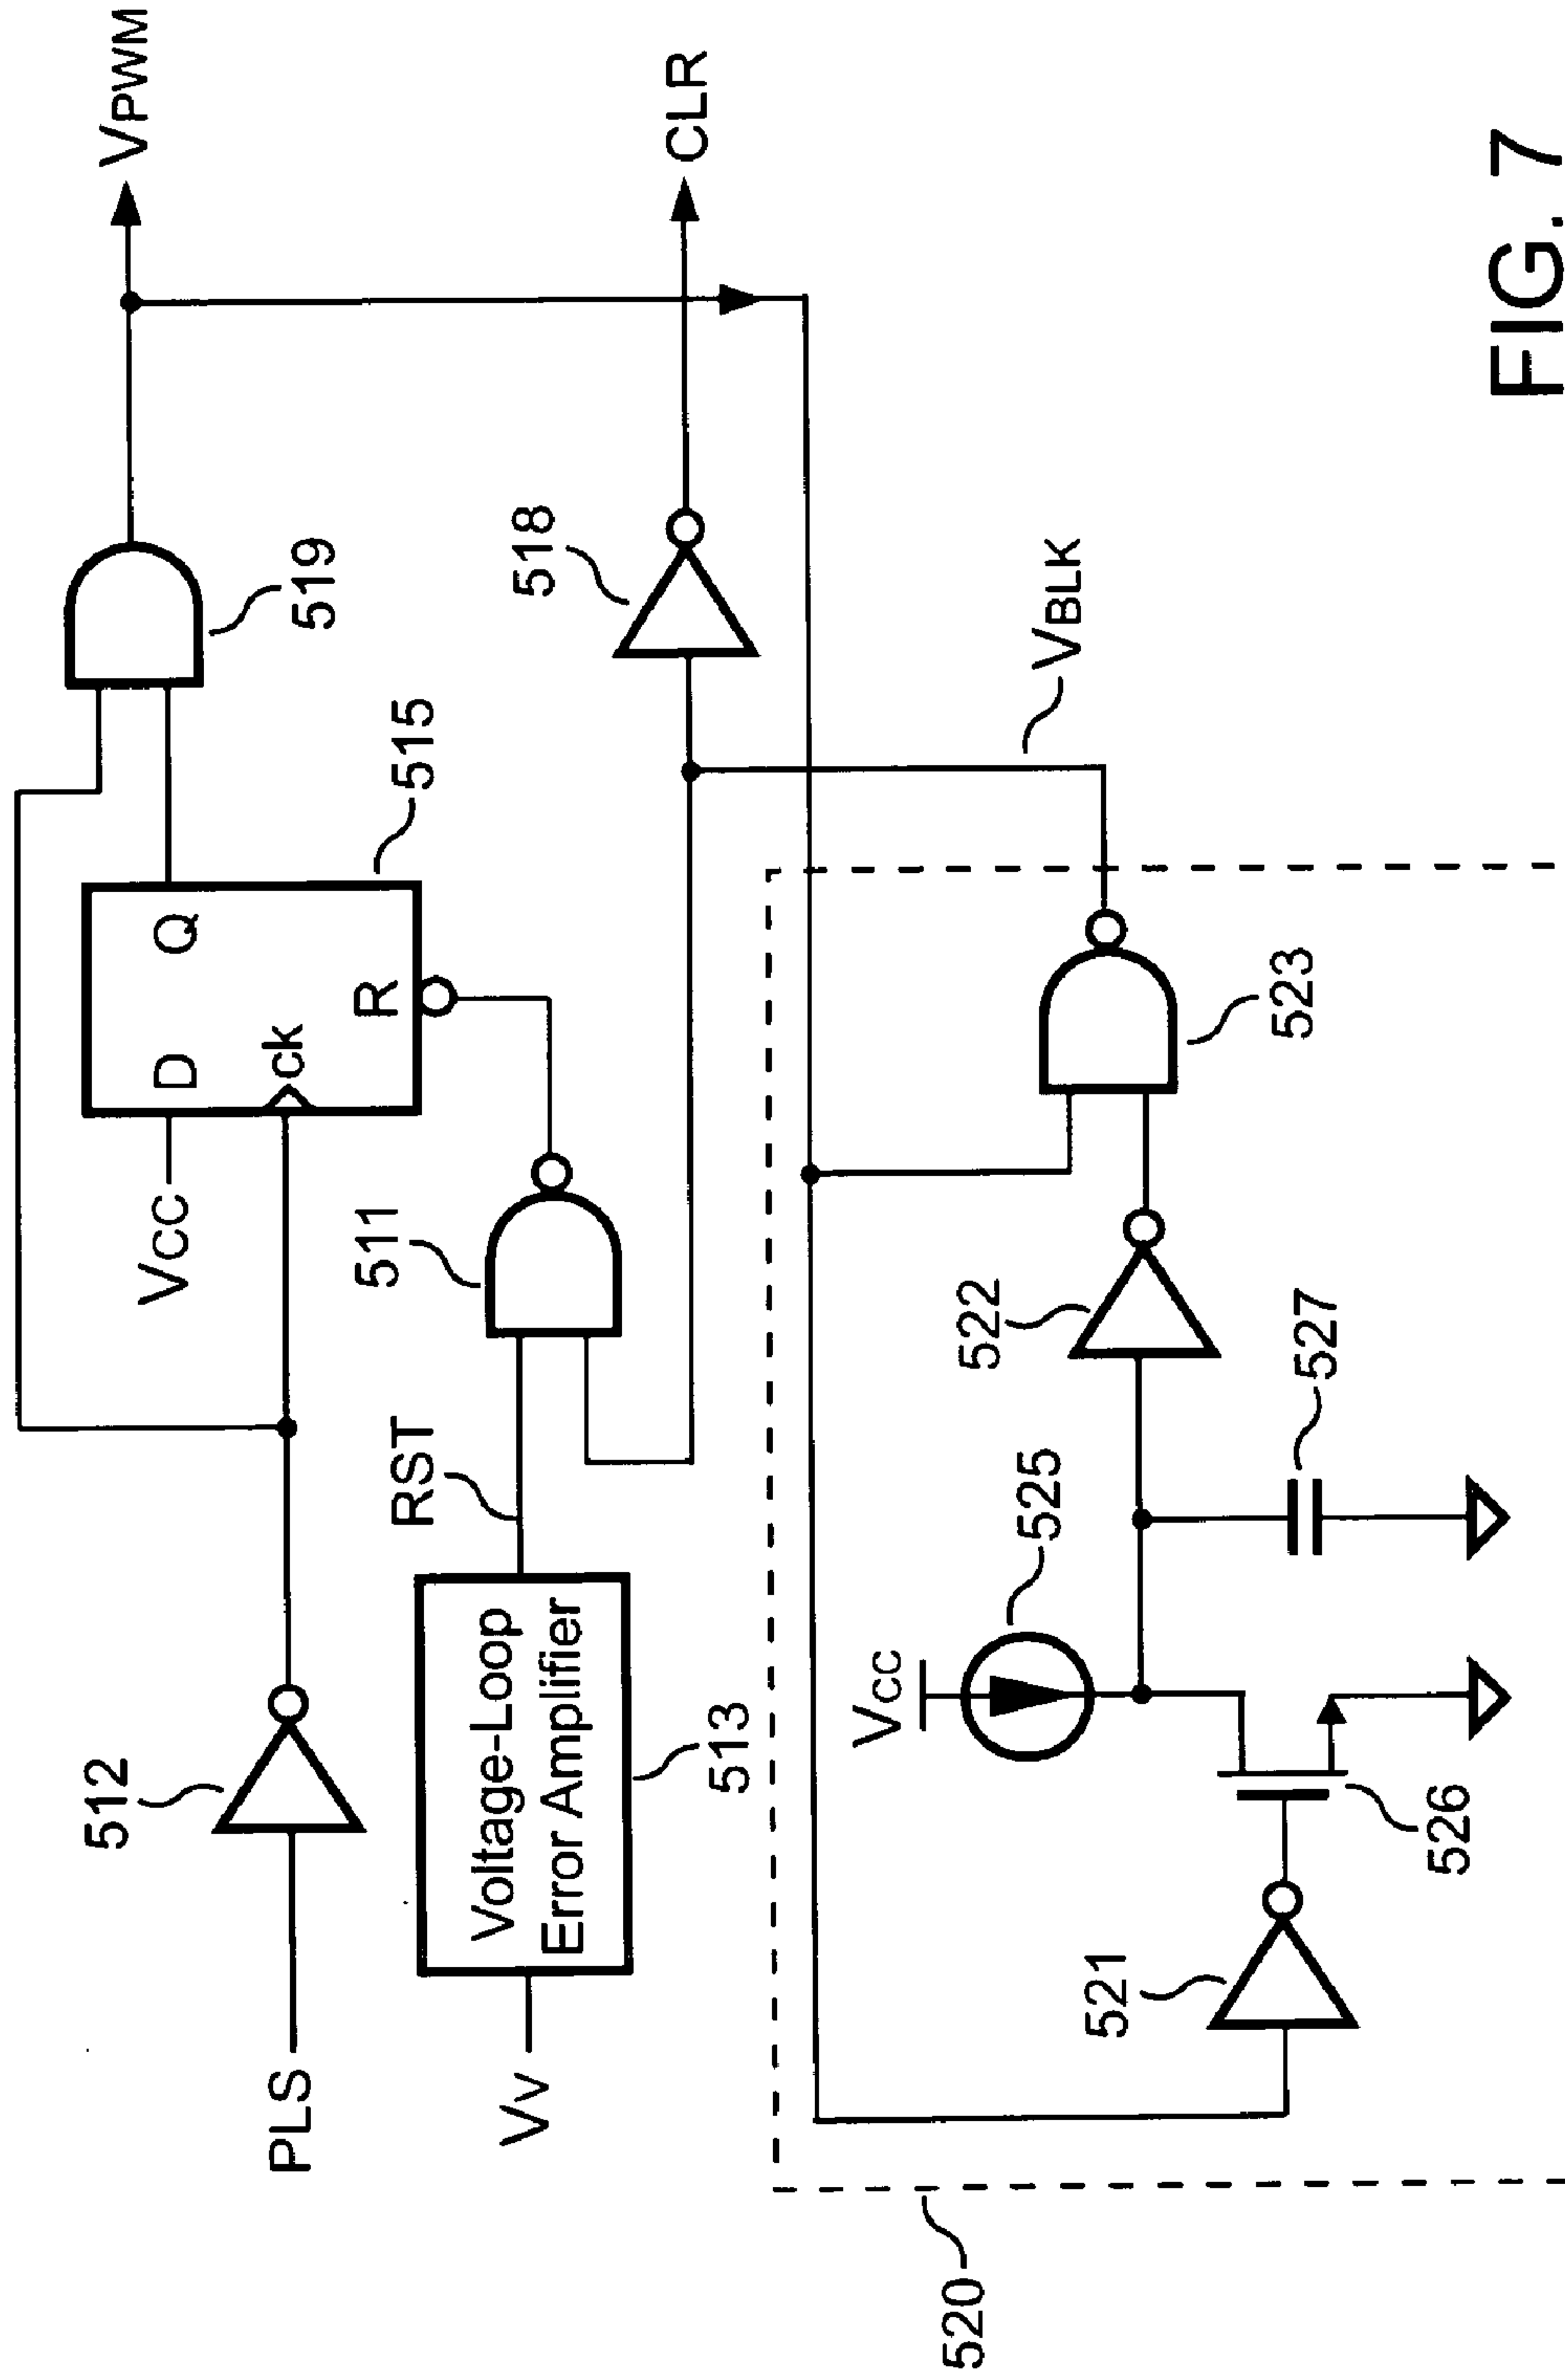 VPWM
CLR
519
518
515
Q
D
ck
R
VCC
511
RST
512
PLS
Voltage-Loop
Error Amplifier
513
VV
VBLK
523
522
527
525
VCC
526
521
520
FIG. 7